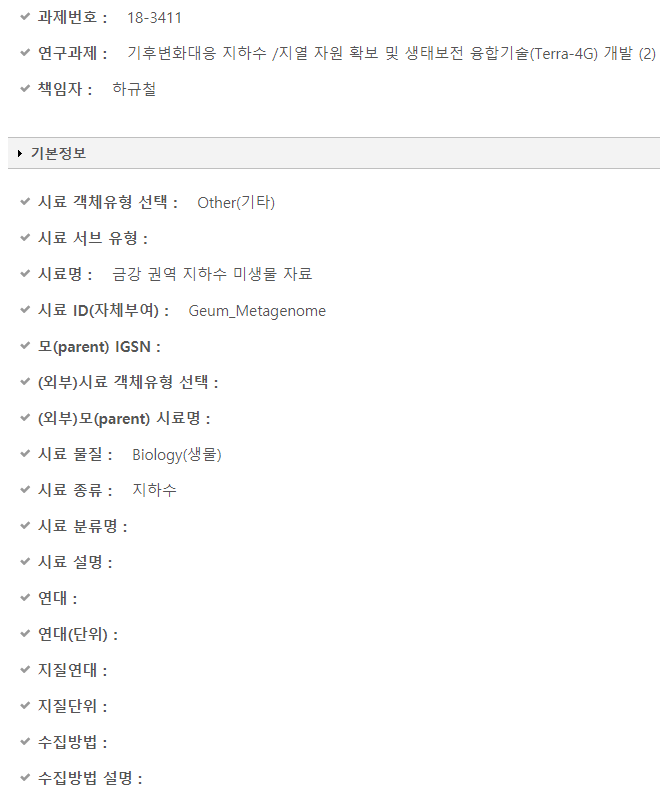 과제번호 : 18-3411
연구과제 : 기후변화대응 지하수 /지열 자원 확보 및 생태보전 융합기술(Terra-4G) 개발 (2)
책임자 : 하규철
기본정보
시료 객체유형 선택 : Other(기타)
시료 서브 유형 :
시료명 : 금강 권역 지하수 미생물 자료
시료 ID(자체부여) : Geum_Metagenome
모(parent) IGSN :
(외부)시료 객체유형 선택 :
(외부)모(parent) 시료명 :
시료 물질 : Biology(생물)
시료 종류 : 지하수
시료 분류명 :
시료 설명 :
연대 :
연대(단위) :
지질연대 :
지질단위 :
수집방법 :
수집방법 설명 :